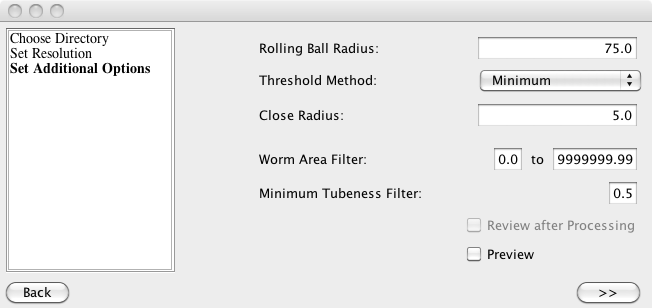 Choose Directory
Set Resolution
Set Additional Options
Rolling Ball Radius: 75.0
Threshold Method: Minimum
Close Radius: 5.0
Worm Area Filter: 0.0 to 9999999.99
Minimum Tubeness Filter: 0.5
Review after Processing
Preview
Back >>